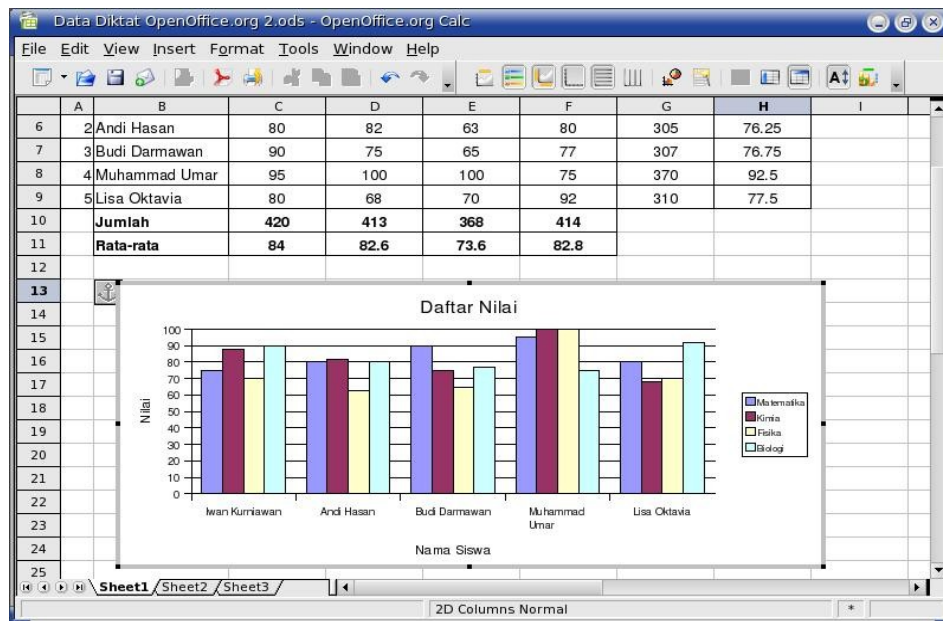 Data Diktat OpenOffice.org 2.ods - OpenOffice.org Calc
File Edit View Insert Format Tools Window Help
A B C D E F G H I
6 2 Andi Hasan 80 82 63 80 305 76.25
7 3 Budi Darmawan 90 75 65 77 307 76.75
8 4 Muhammad Umar 95 100 100 75 370 92.5
9 5 Lisa Oktavia 80 68 70 92 310 77.5
10 Jumlah 420 413 368 414
11 Rata-rata 84 82.6 73.6 82.8
12
13
14
15
16
17
18
19
20
21
22
23
24
25
Daftar Nilai
Nilai
100
90
80
70
60
50
40
30
20
10
0
Iwan Kurniawan Andi Hasan Budi Darmawan Muhammad Umar Lisa Oktavia
Nama Siswa
Matematika
Kimia
Fisika
Biologi
Sheet1 Sheet2 Sheet3
2D Columns Normal *